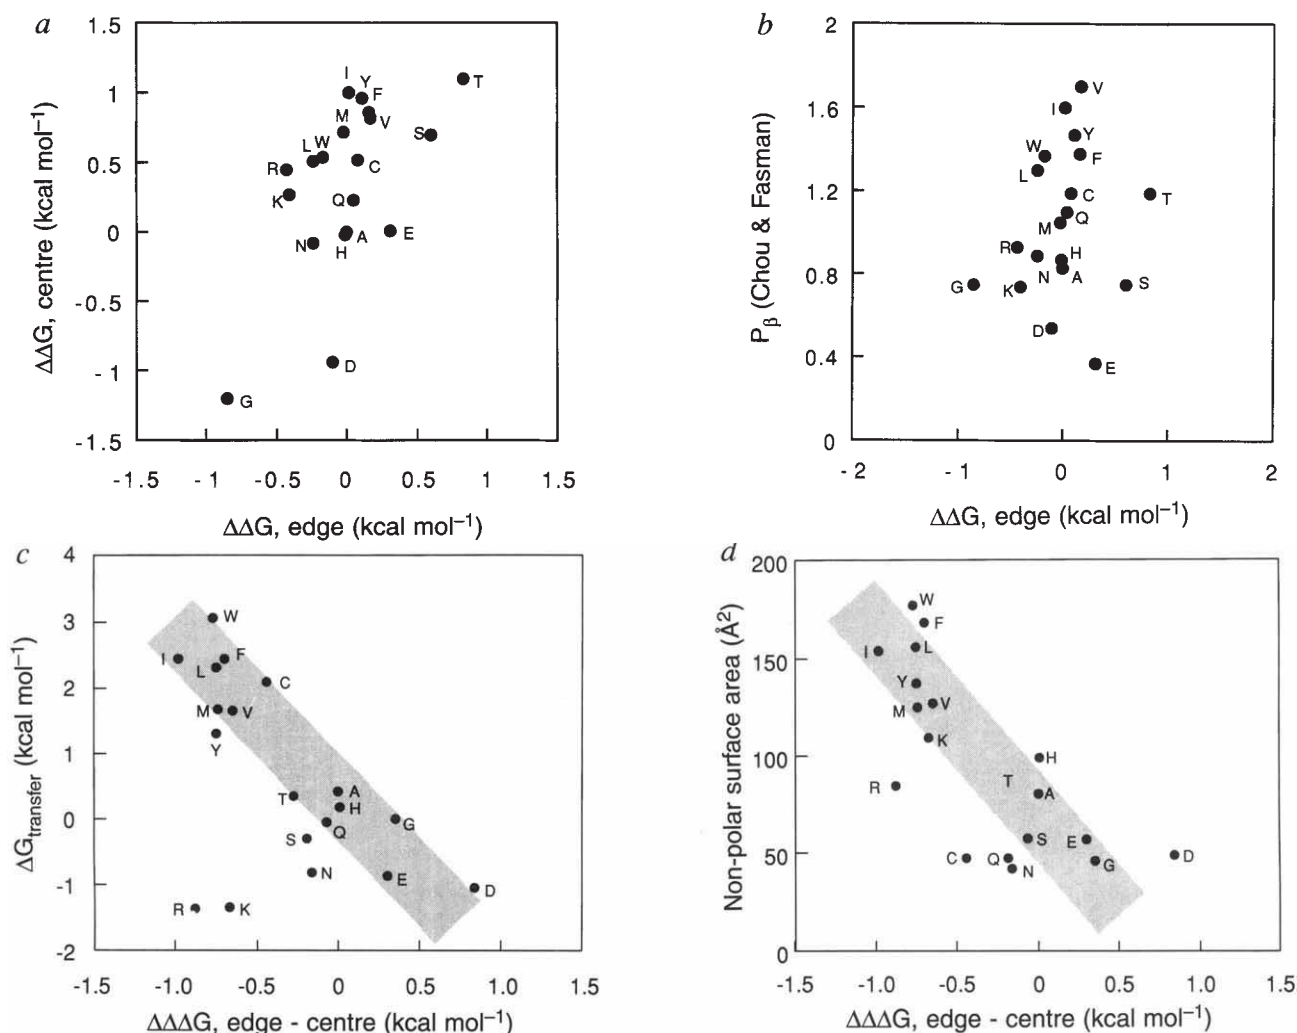 a
1.5
1
0.5
0
-0.5
-1
-1.5
ΔΔG, centre (kcal mol⁻¹)
I
Y
F
T
M
V
S
L W
C
R
K
Q
N
H
A
E
D
G
-1.5 -1 -0.5 0 0.5 1 1.5
ΔΔG, edge (kcal mol⁻¹)
b
2
1.6
1.2
0.8
0.4
0
Pβ (Chou & Fasman)
V
I
Y
W
F
L
C
T
Q
M
R
H
N
A
G
K
S
D
E
-2 -1 0 1 2
ΔΔG, edge (kcal mol⁻¹)
c
4
3
2
1
0
-1
-2
ΔGtransfer (kcal mol⁻¹)
W
I
F
L
C
M
V
Y
T
A
H
G
S
Q
N
E
D
R
K
-1.5 -1.0 -0.5 0 0.5 1.0 1.5
ΔΔΔG, edge - centre (kcal mol⁻¹)
d
200
150
100
50
0
Non-polar surface area (Å²)
W
F
I
L
Y
V
M
K
H
R
T
A
S
E
C
Q
N
G
D
-1.5 -1.0 -0.5 0 0.5 1.0 1.5
ΔΔΔG, edge - centre (kcal mol⁻¹)